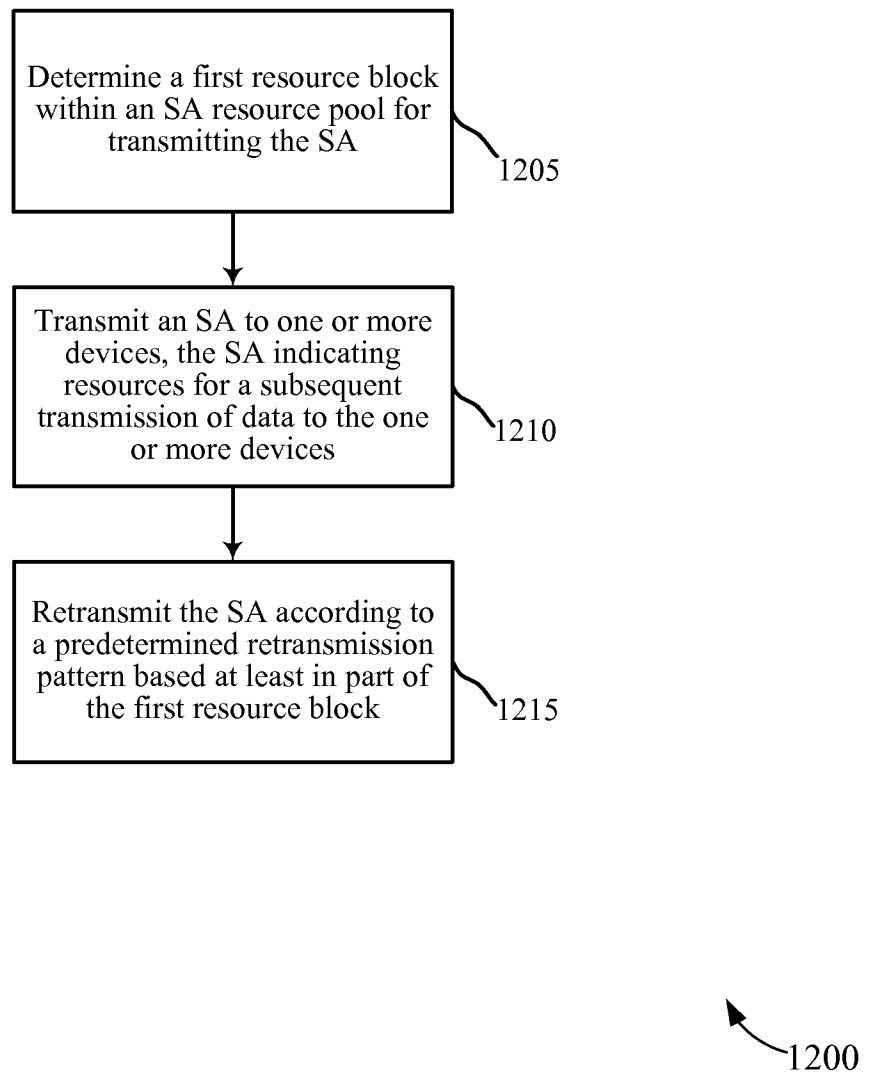 Determine a first resource block
within an SA resource pool for
transmitting the SA
1205
Transmit an SA to one or more
devices, the SA indicating
resources for a subsequent
transmission of data to the one
or more devices
1210
Retransmit the SA according to
a predetermined retransmission
pattern based at least in part of
the first resource block
1215
1200